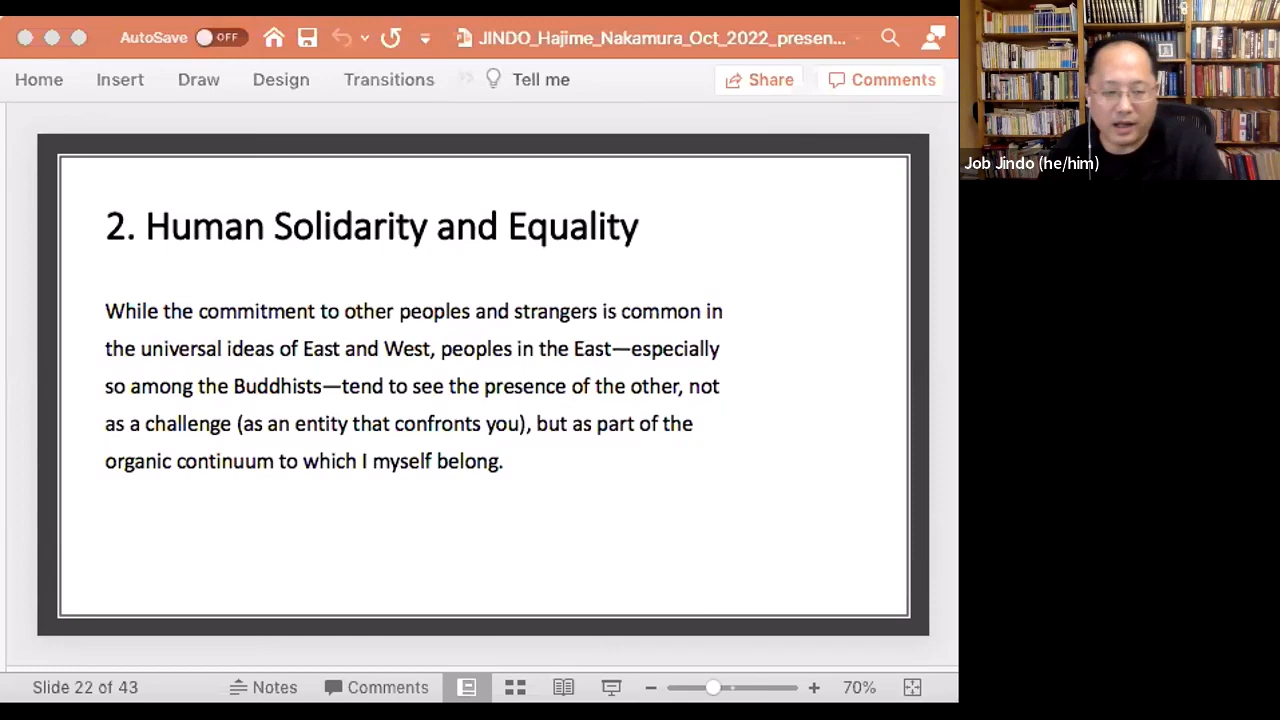 AutoSave OFF JINDO_Hajime_Nakamura_Oct_2022_presen...
Home Insert Draw Design Transitions Tell me Share Comments
2. Human Solidarity and Equality
While the commitment to other peoples and strangers is common in
the universal ideas of East and West, peoples in the East—especially
so among the Buddhists—tend to see the presence of the other, not
as a challenge (as an entity that confronts you), but as part of the
organic continuum to which I myself belong.
Slide 22 of 43 Notes Comments 70%
Job Jindo (he/him)